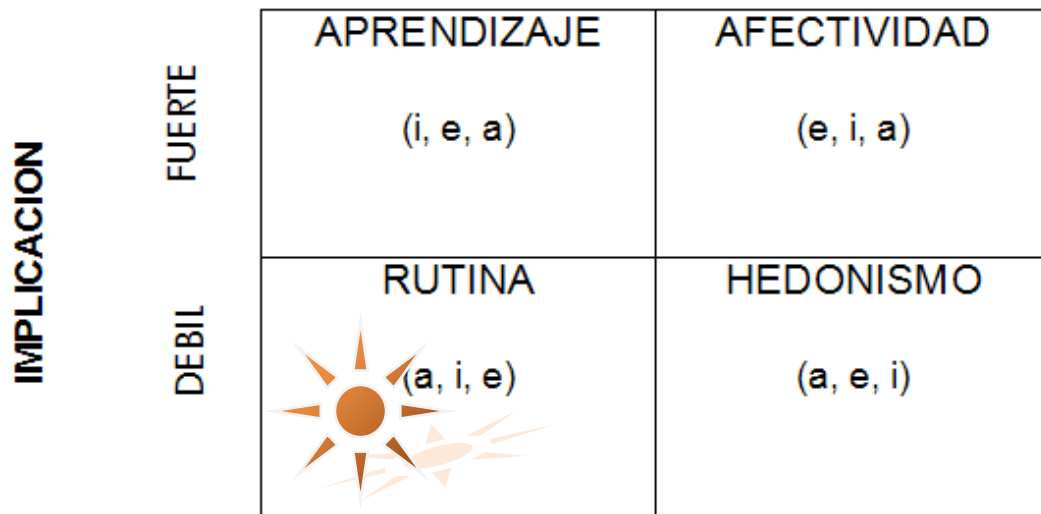 IMPLICACION
FUERTE
APRENDIZAJE
(i, e, a)
AFECTIVIDAD
(e, i, a)
DEBIL
RUTINA
(a, i, e)
HEDONISMO
(a, e, i)